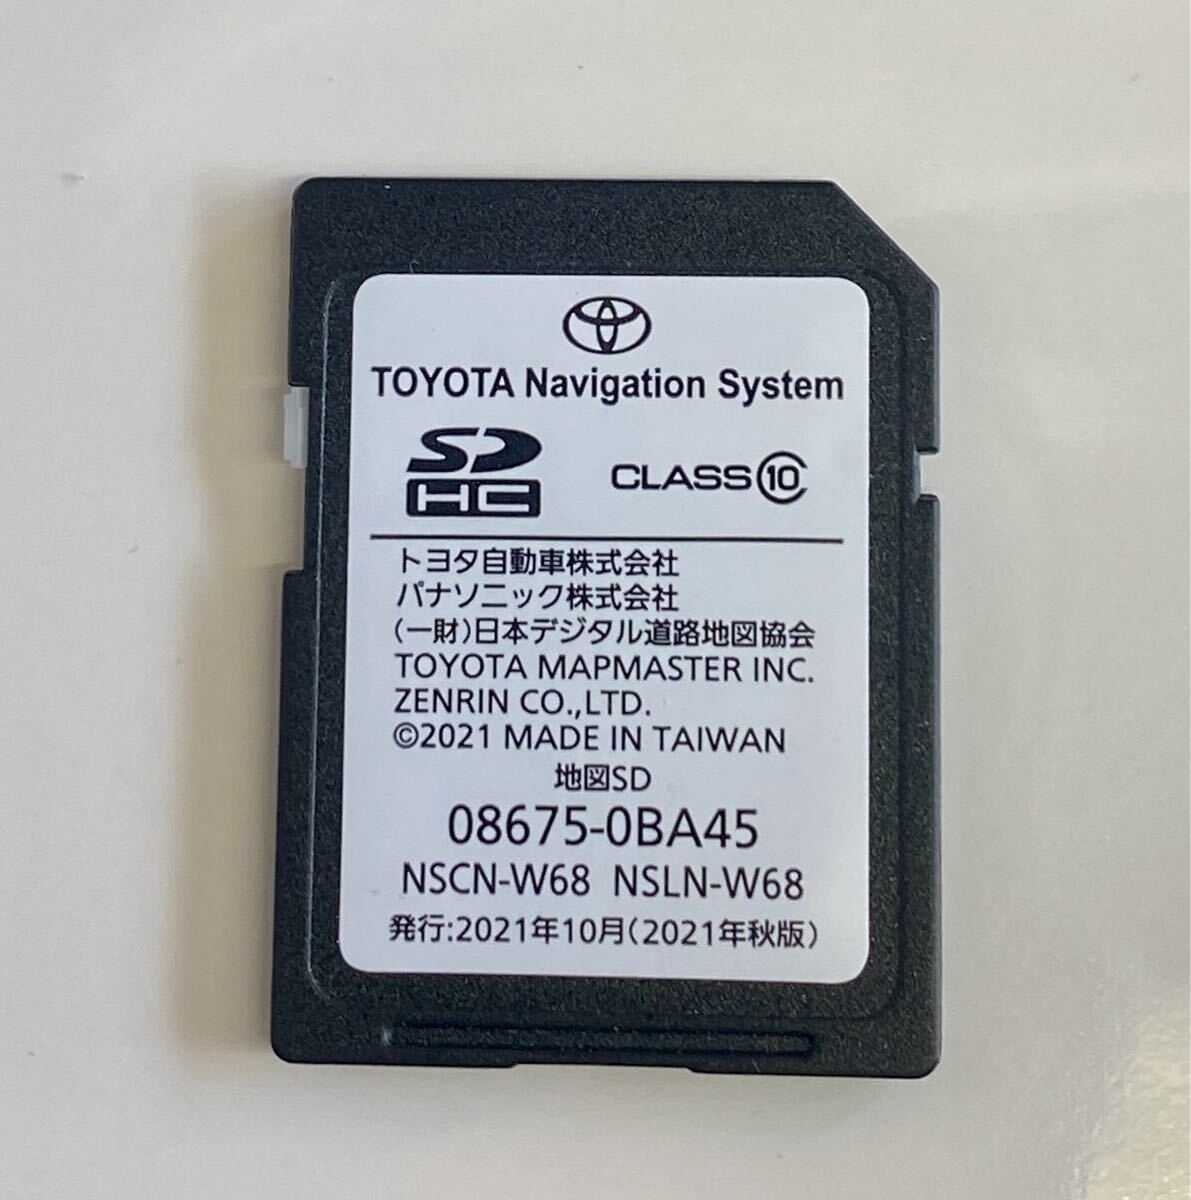 TOYOTA Navigation System
SD HC CLASS 10
トヨタ自動車株式会社
パナソニック株式会社
(一財)日本デジタル道路地図協会
TOYOTA MAPMASTER INC.
ZENRIN CO.,LTD.
©2021 MADE IN TAIWAN
地図SD
08675-0BA45
NSCN-W68 NSLN-W68
発行:2021年10月(2021年秋版)